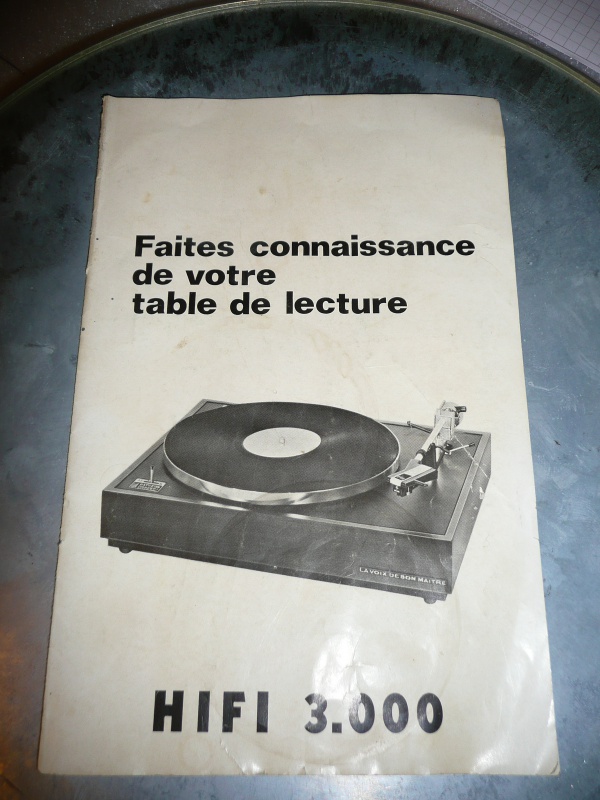 Faites connaissance
de votre
table de lecture
LA VOIX DE SON MAITRE
HIFI 3.000